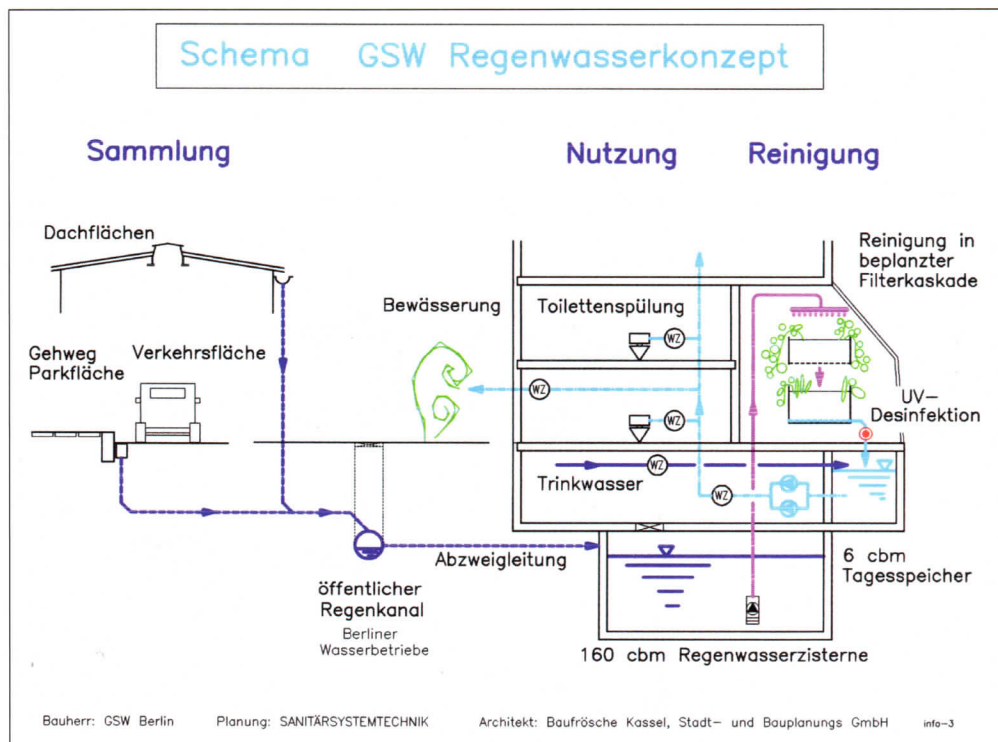 Schema GSW Regenwasserkonzept
Sammlung
Nutzung
Reinigung
Dachflächen
Gehweg
Parkfläche
Verkehrsfläche
Bewässerung
Toilettenspülung
Reinigung in
beplanzter
Filterkaskade
WZ
WZ
WZ
UV-
Desinfektion
WZ
Trinkwasser
WZ
Abzweigleitung
6 cbm
Tagesspeicher
öffentlicher
Regenkanal
Berliner
Wasserbetriebe
160 cbm Regenwasserzisterne
Bauherr: GSW Berlin Planung: SANITÄRSYSTEMTECHNIK Architekt: Baufrösche Kassel, Stadt- und Bauplanungs GmbH info-3